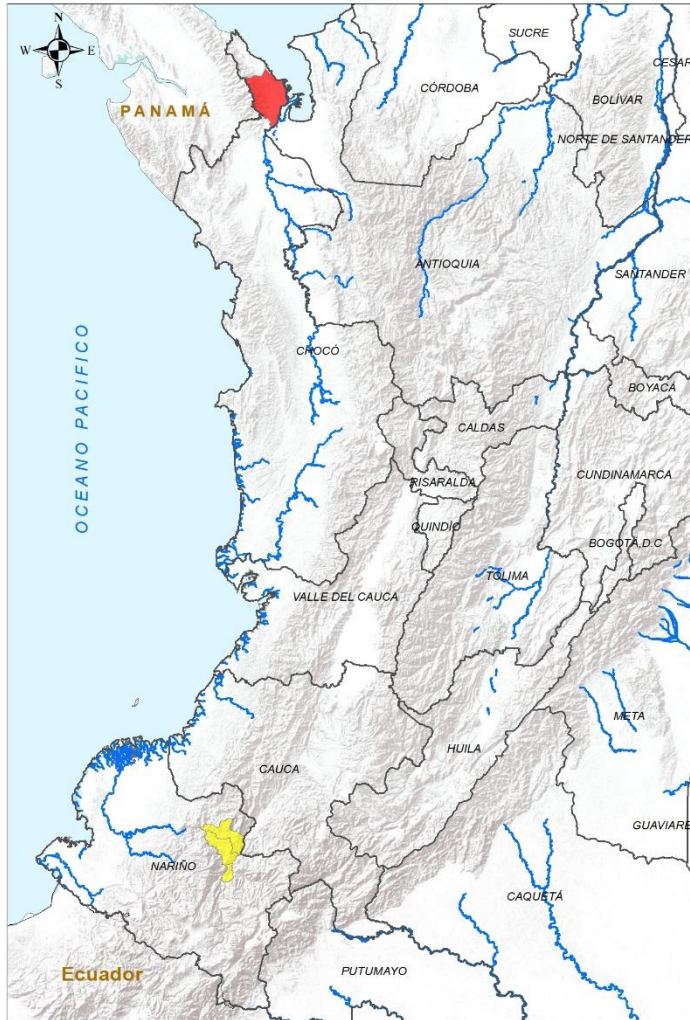 N
W E
S
SUCRE
CESAR
CÓRDOBA
BOLÍVAR
PANAMÁ
NORTE DE SANTANDER
ANTIOQUIA
SANTANDER
OCEANO PACIFICO
CHOCÓ
BOYACÁ
CALDAS
CUNDINAMARCA
RISARALDA
QUINDÍO
BOGOTÁ,D.C
TOLIMA
VALLE DEL CAUCA
META
HUILA
CAUCA
GUAVIARE
NARIÑO
CAQUETÁ
Ecuador
PUTUMAYO